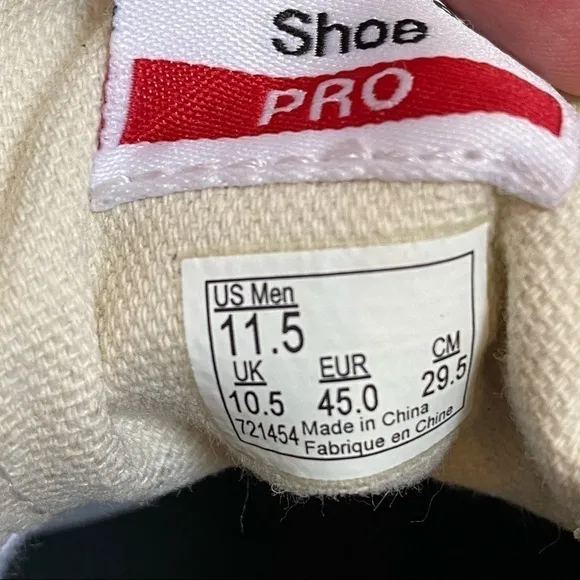 Shoe
PRO
US Men
11.5
UK EUR CM
10.5 45.0 29.5
721454 Made in China
Fabrique en Chine